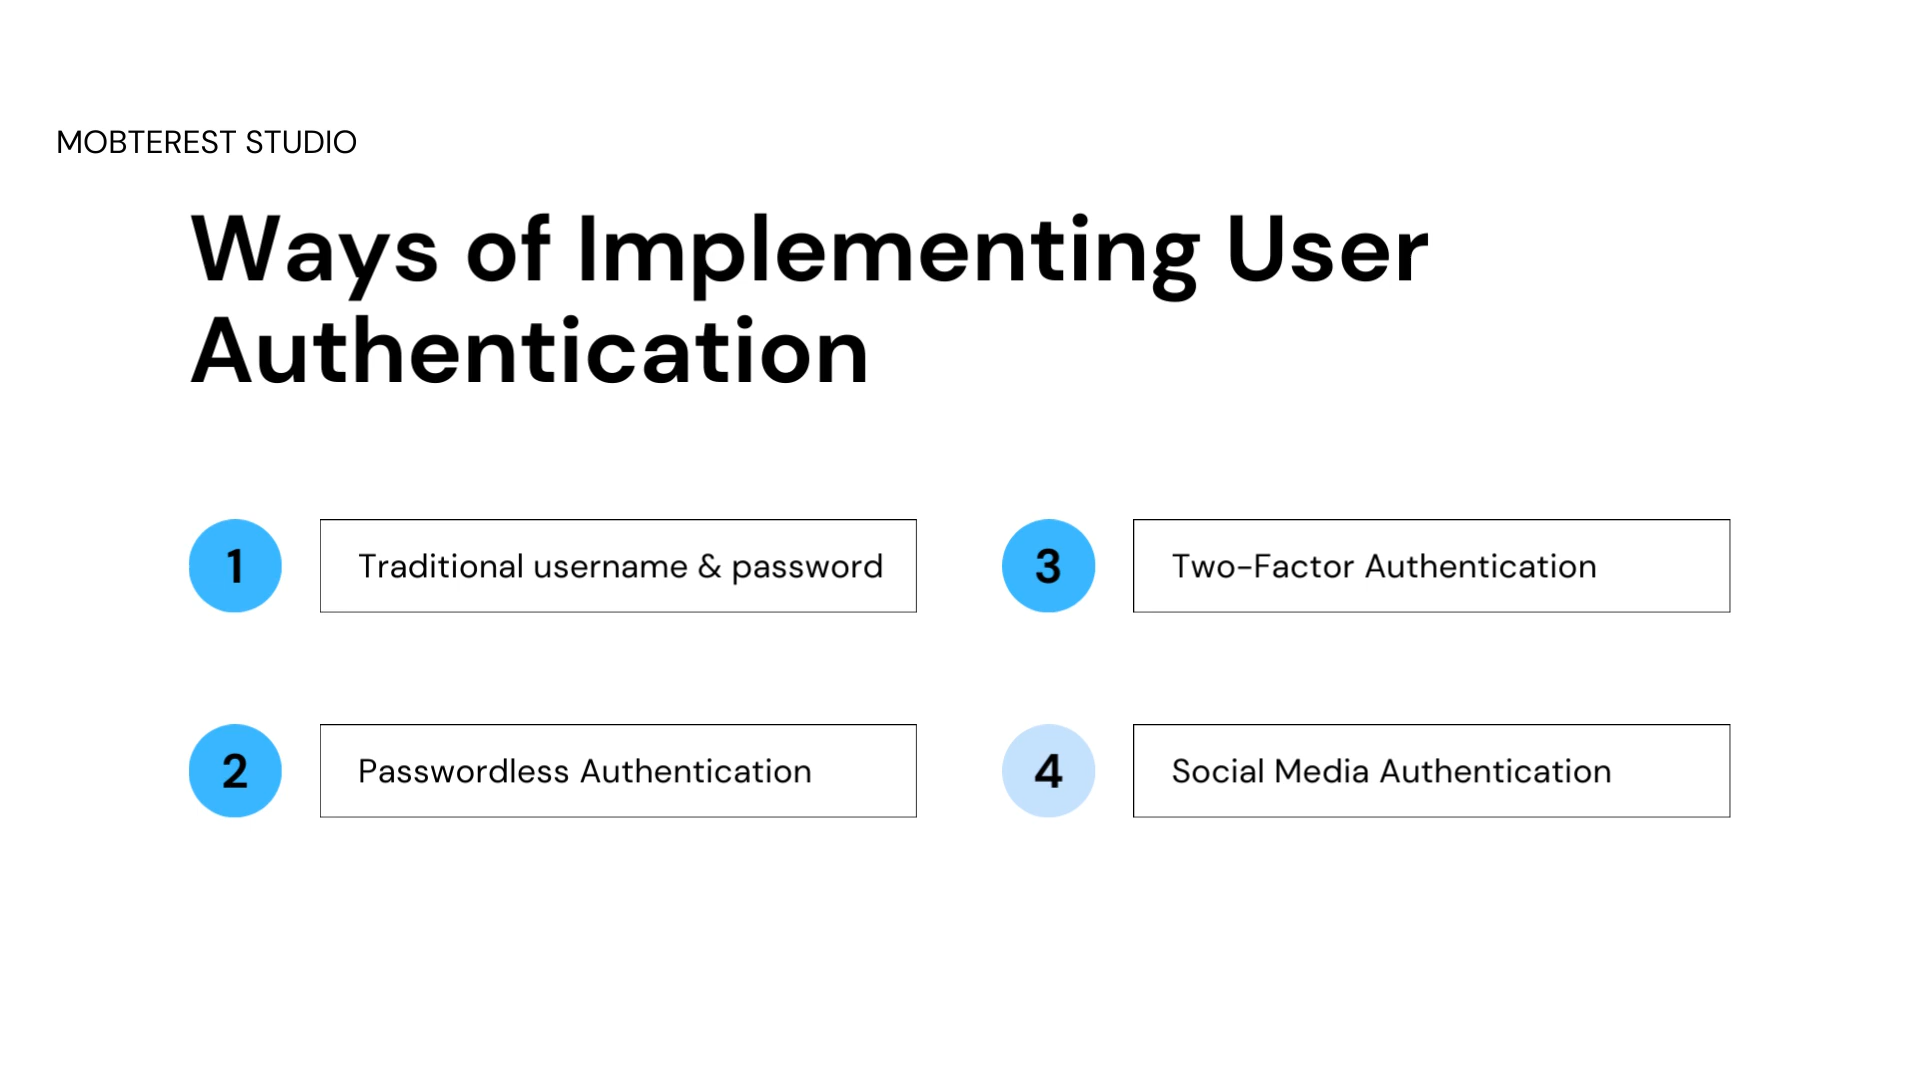 MOBTEREST STUDIO
Ways of Implementing User
Authentication
1
Traditional username & password
2
Passwordless Authentication
3
Two-Factor Authentication
4
Social Media Authentication